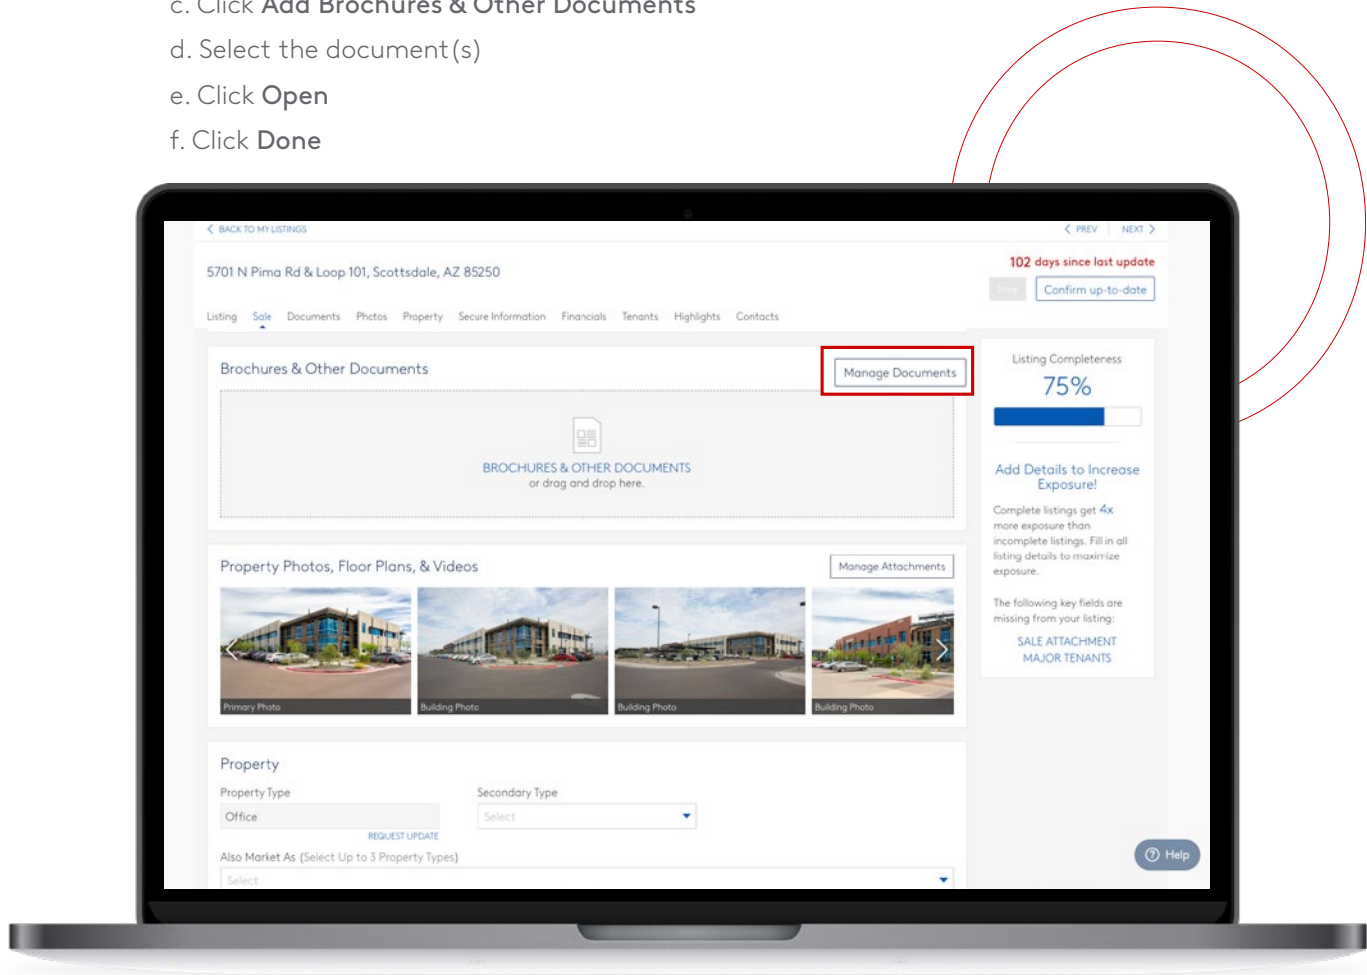 c. Click Add Brochures & Other Documents
d. Select the document(s)
e. Click Open
f. Click Done
BACK TO MY LISTINGS
PREV | NEXT
5701 N Pima Rd & Loop 101, Scottsdale, AZ 85250
102 days since last update
Save
Confirm up-to-date
Listing Sale Documents Photos Property Secure Information Financials Tenants Highlights Contacts
Brochures & Other Documents
Manage Documents
BROCHURES & OTHER DOCUMENTS
or drag and drop here.
Listing Completeness
75%
Add Details to Increase
Exposure!
Complete listings get 4x
more exposure than
incomplete listings. Fill in all
listing details to maximize
exposure.
The following key fields are
missing from your listing:
SALE ATTACHMENT
MAJOR TENANTS
Property Photos, Floor Plans, & Videos
Manage Attachments
Primary Photo
Building Photo
Building Photo
Building Photo
Property
Property Type
Secondary Type
Office
Select
REQUEST UPDATE
Also Market As (Select Up to 3 Property Types)
Select
Help